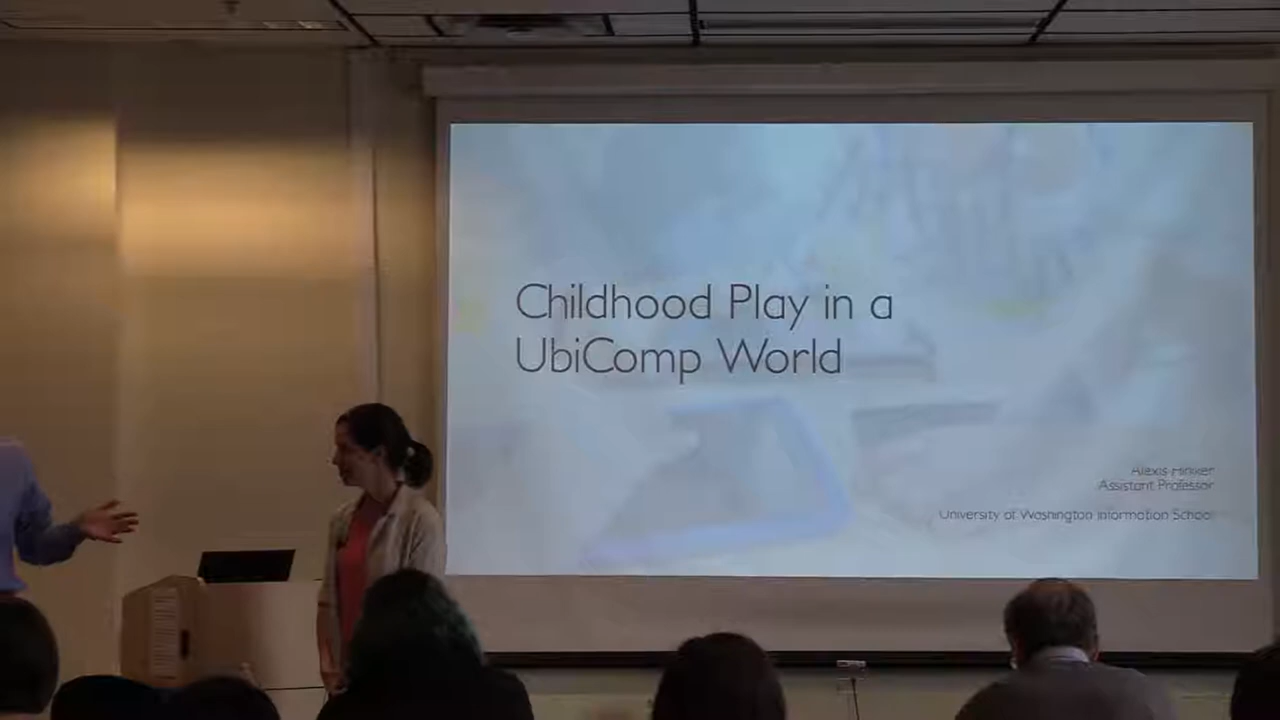 Childhood Play in a
UbiComp World
Alexis Hiniker
Assistant Professor
University of Washington Information School